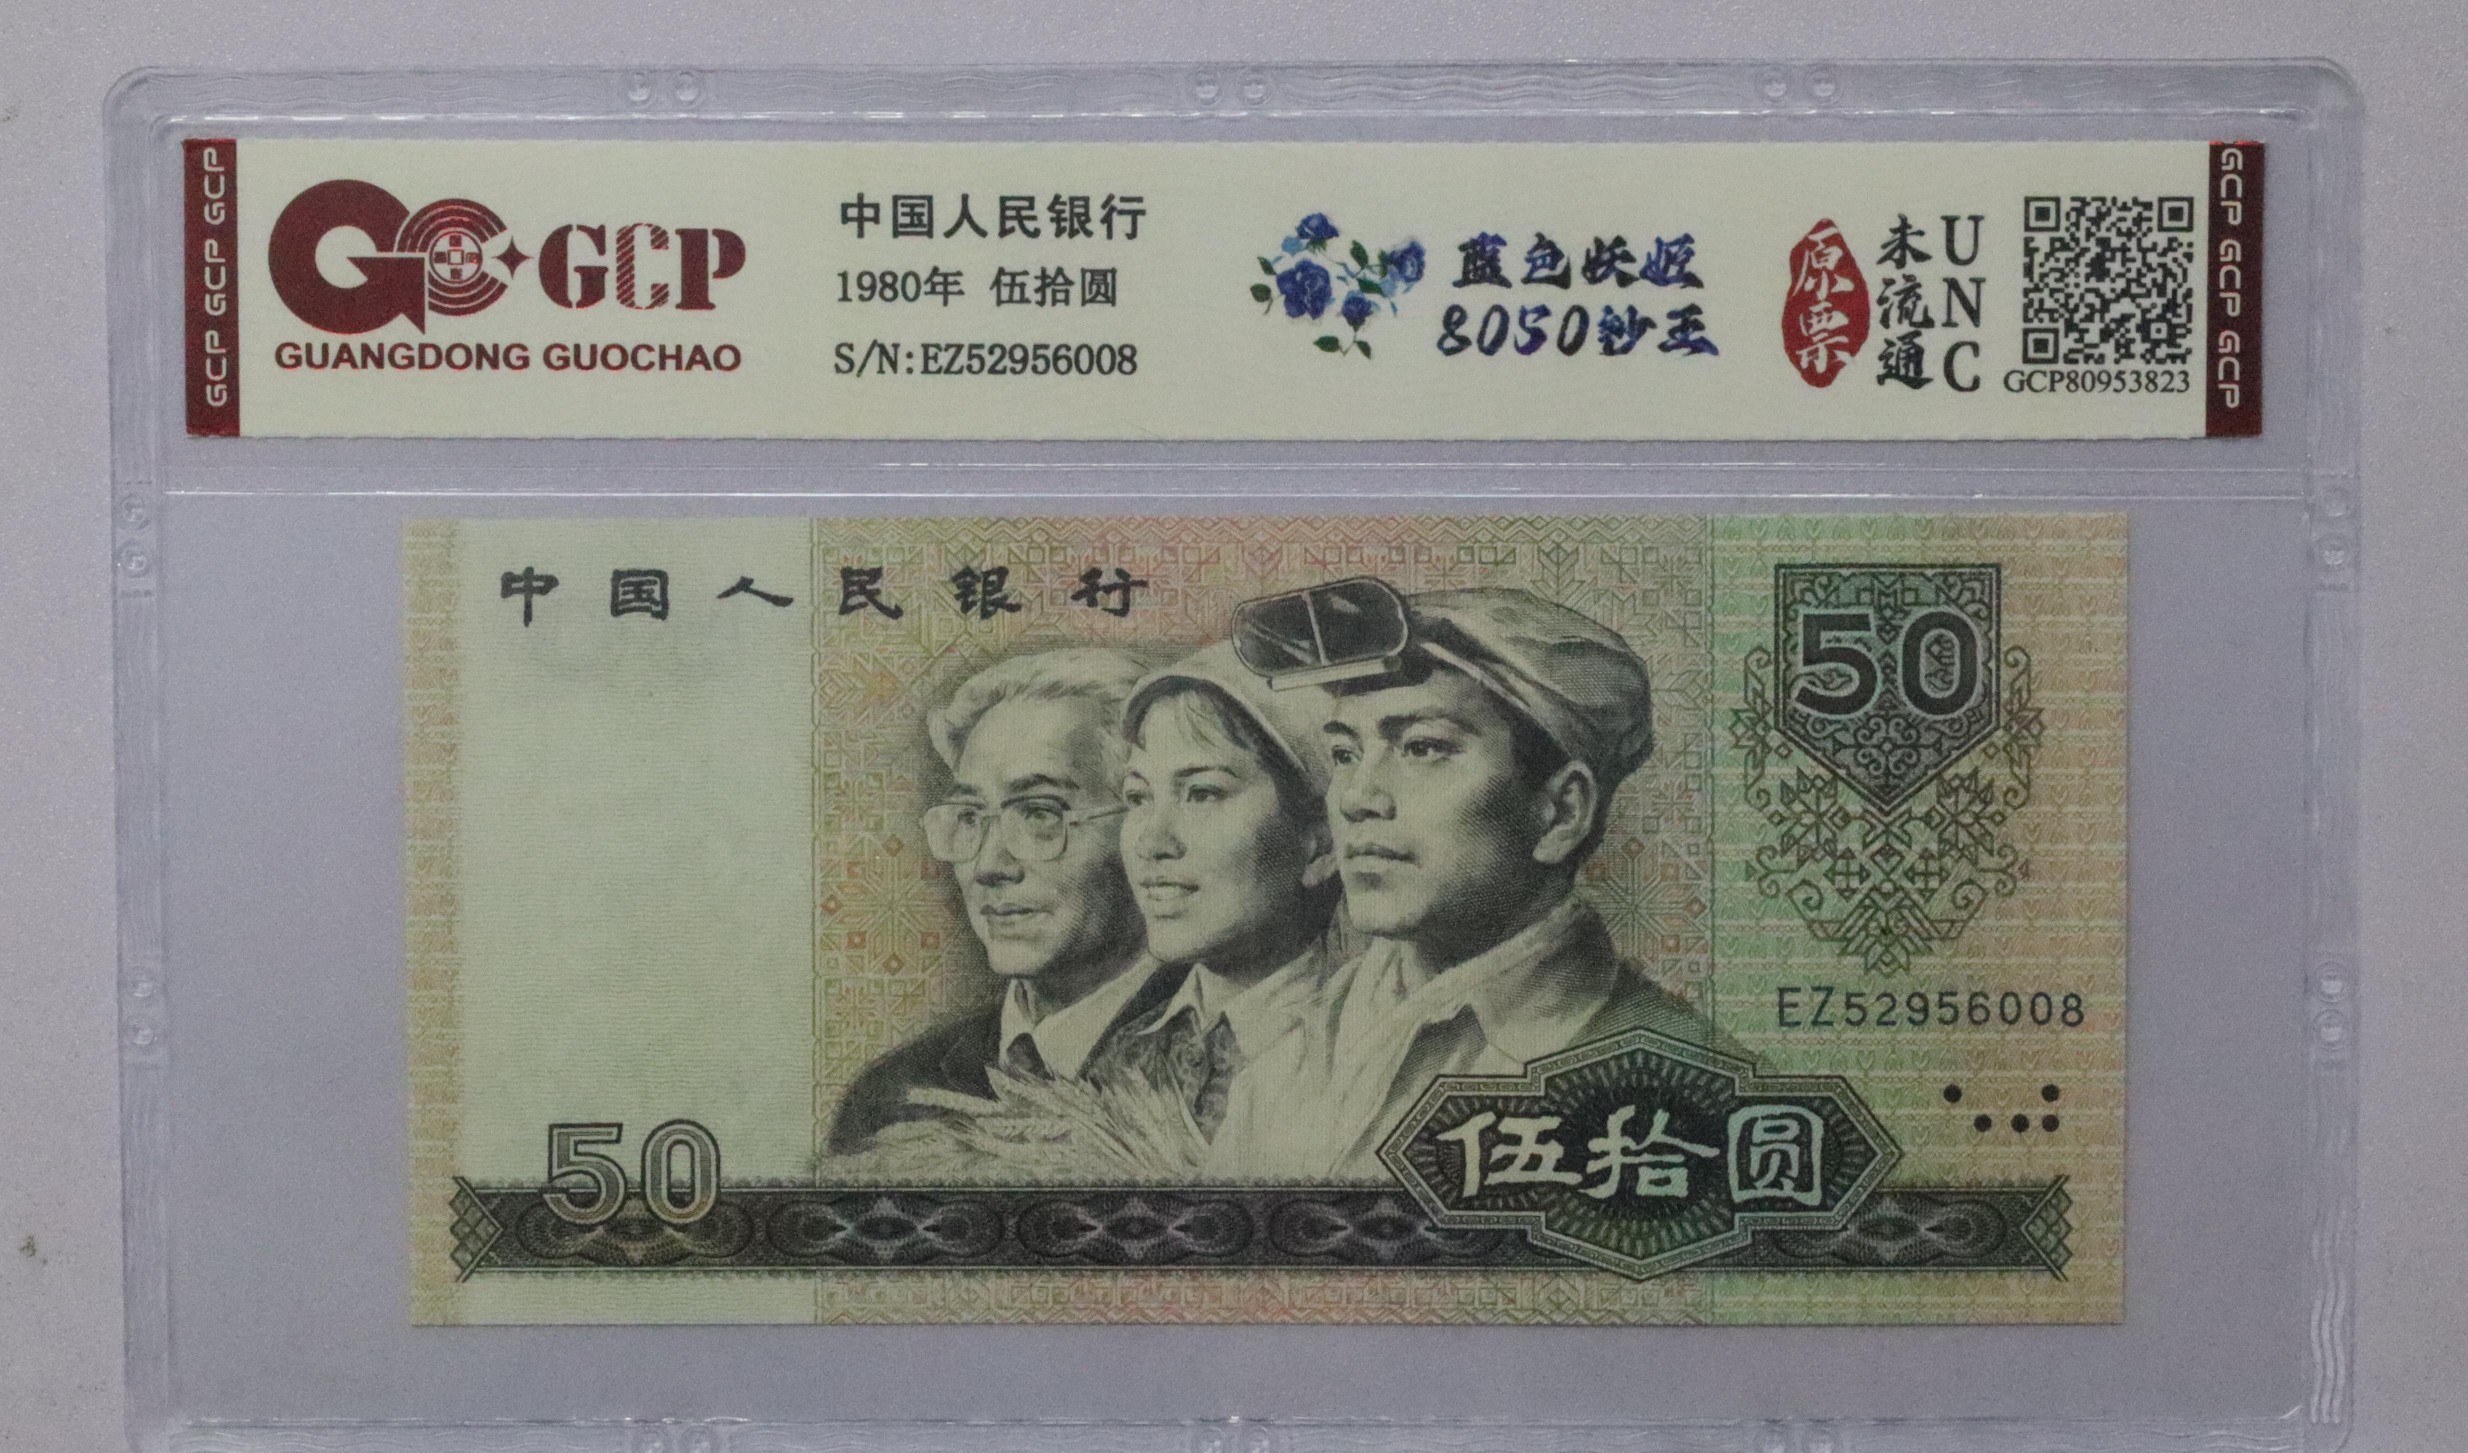 GCP GCP GCP
GCP
GUANGDONG GUOCHAO
中国人民银行
1980年 伍拾圆
S/N:EZ52956008
蓝色妖姬
8050钞王
原票
未流通
UNC
GCP80953823
GCP GCP GCP
中国人民银行
50
EZ52956008
50
伍拾圆